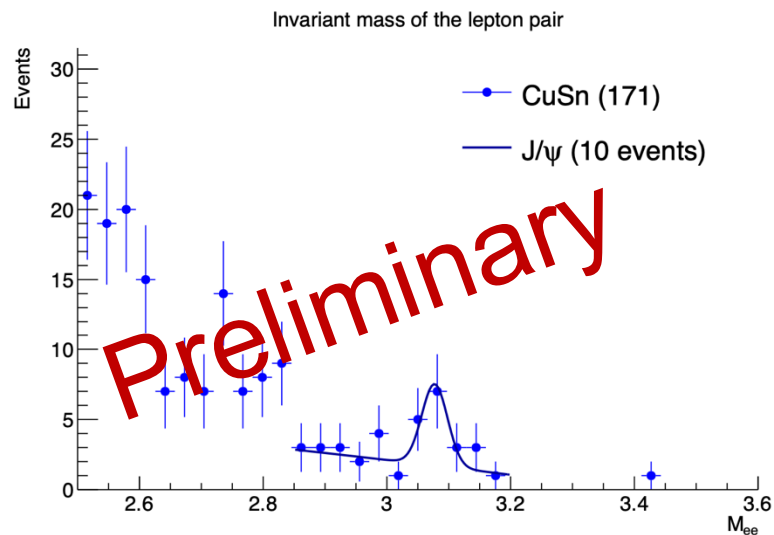 Invariant mass of the lepton pair
Events
30
25
20
15
10
5
0
CuSn (171)
J/ψ (10 events)
Preliminary
2.6 2.8 3 3.2 3.4 3.6
M_ee